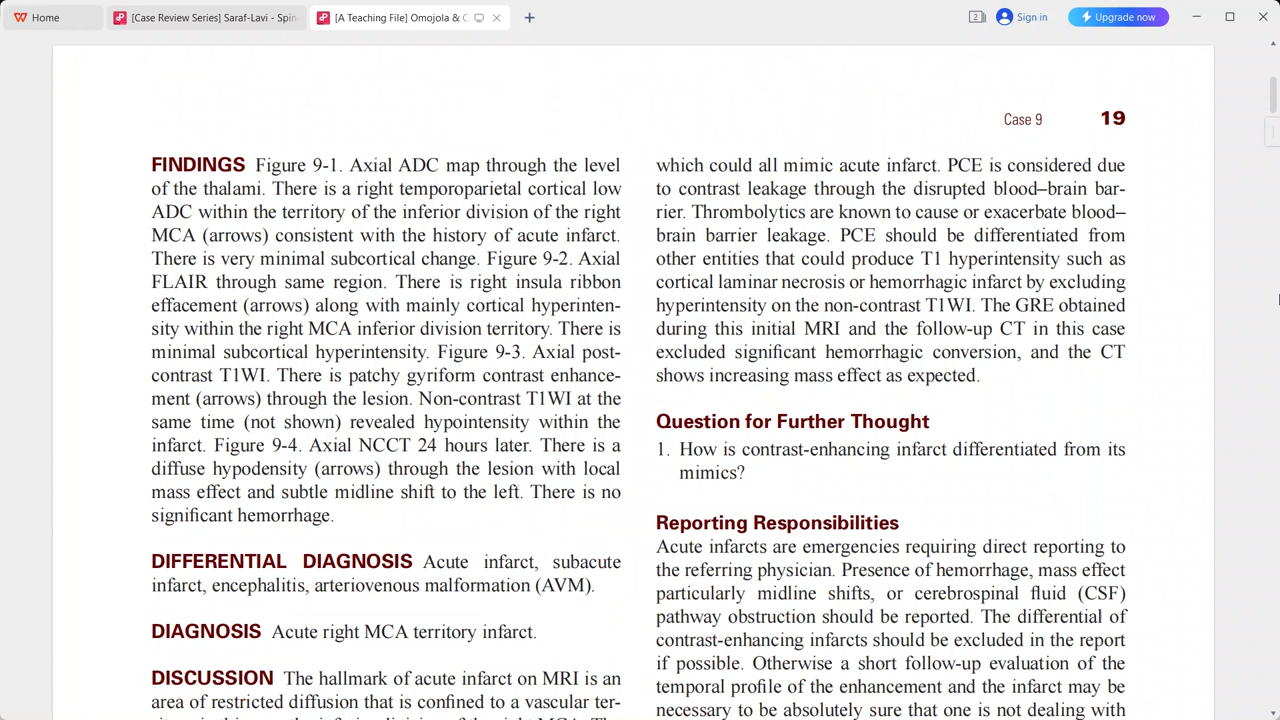 Home
[Case Review Series] Saraf-Lavi - Spin
[A Teaching File] Omojola & C
2
Sign in
Upgrade now
Case 9 19
FINDINGS Figure 9-1. Axial ADC map through the level
of the thalami. There is a right temporoparietal cortical low
ADC within the territory of the inferior division of the right
MCA (arrows) consistent with the history of acute infarct.
There is very minimal subcortical change. Figure 9-2. Axial
FLAIR through same region. There is right insula ribbon
effacement (arrows) along with mainly cortical hyperinten-
sity within the right MCA inferior division territory. There is
minimal subcortical hyperintensity. Figure 9-3. Axial post-
contrast T1WI. There is patchy gyriform contrast enhance-
ment (arrows) through the lesion. Non-contrast T1WI at the
same time (not shown) revealed hypointensity within the
infarct. Figure 9-4. Axial NCCT 24 hours later. There is a
diffuse hypodensity (arrows) through the lesion with local
mass effect and subtle midline shift to the left. There is no
significant hemorrhage.
DIFFERENTIAL DIAGNOSIS Acute infarct, subacute
infarct, encephalitis, arteriovenous malformation (AVM).
DIAGNOSIS Acute right MCA territory infarct.
DISCUSSION The hallmark of acute infarct on MRI is an
area of restricted diffusion that is confined to a vascular ter-
which could all mimic acute infarct. PCE is considered due
to contrast leakage through the disrupted blood–brain bar-
rier. Thrombolytics are known to cause or exacerbate blood–
brain barrier leakage. PCE should be differentiated from
other entities that could produce T1 hyperintensity such as
cortical laminar necrosis or hemorrhagic infarct by excluding
hyperintensity on the non-contrast T1WI. The GRE obtained
during this initial MRI and the follow-up CT in this case
excluded significant hemorrhagic conversion, and the CT
shows increasing mass effect as expected.
Question for Further Thought
1. How is contrast-enhancing infarct differentiated from its
mimics?
Reporting Responsibilities
Acute infarcts are emergencies requiring direct reporting to
the referring physician. Presence of hemorrhage, mass effect
particularly midline shifts, or cerebrospinal fluid (CSF)
pathway obstruction should be reported. The differential of
contrast-enhancing infarcts should be excluded in the report
if possible. Otherwise a short follow-up evaluation of the
temporal profile of the enhancement and the infarct may be
necessary to be absolutely sure that one is not dealing with